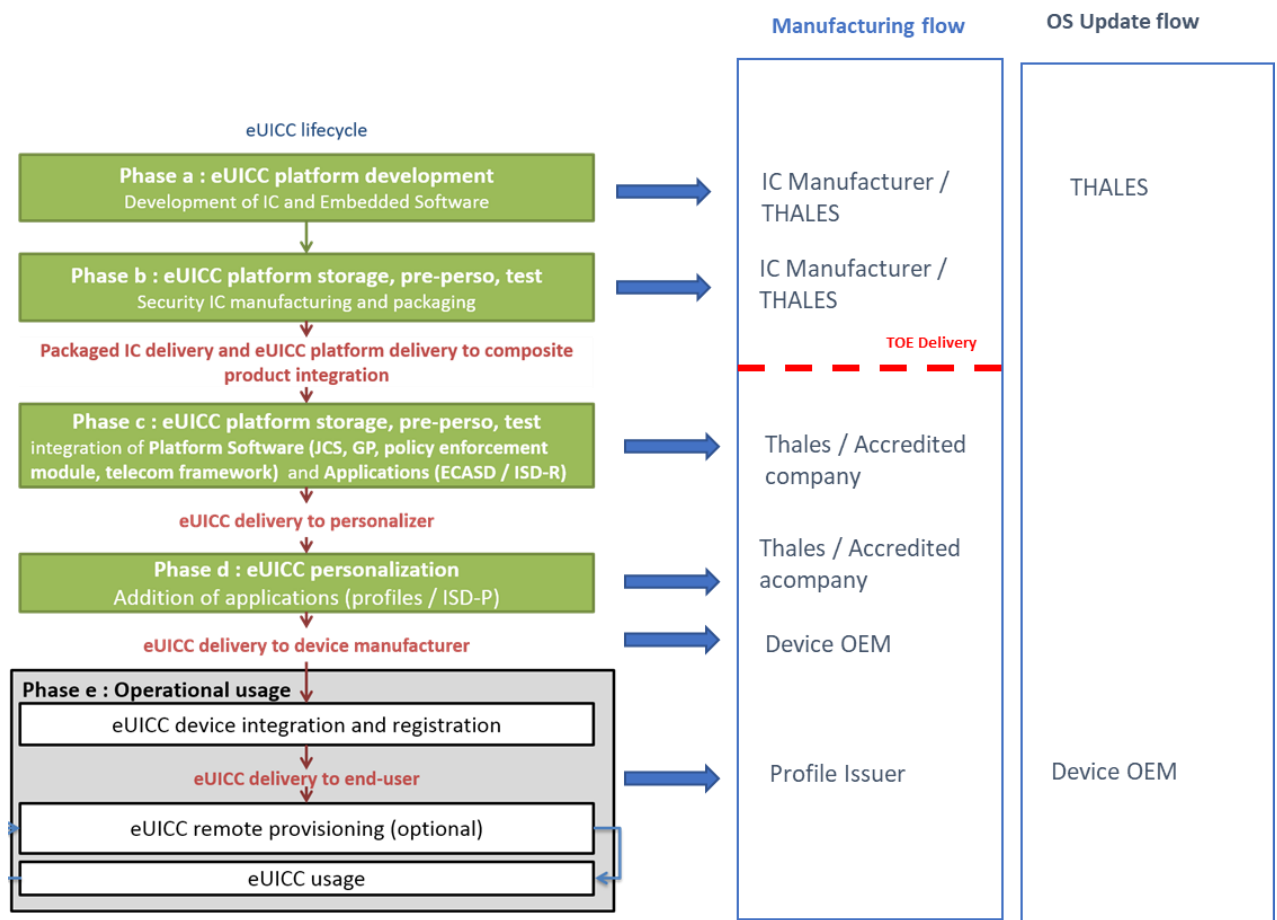 Manufacturing flow
OS Update flow
eUICC lifecycle
Phase a : eUICC platform development
Development of IC and Embedded Software
IC Manufacturer /
THALES
THALES
Phase b : eUICC platform storage, pre-perso, test
Security IC manufacturing and packaging
IC Manufacturer /
THALES
TOE Delivery
Packaged IC delivery and eUICC platform delivery to composite
product integration
Phase c : eUICC platform storage, pre-perso, test
integration of Platform Software (JCS, GP, policy enforcement
module, telecom framework) and Applications (ECASD / ISD-R)
Thales / Accredited
company
eUICC delivery to personalizer
Phase d : eUICC personalization
Addition of applications (profiles / ISD-P)
Thales / Accredited
acompany
eUICC delivery to device manufacturer
Device OEM
Phase e : Operational usage
eUICC device integration and registration
eUICC delivery to end-user
Profile Issuer
Device OEM
eUICC remote provisioning (optional)
eUICC usage